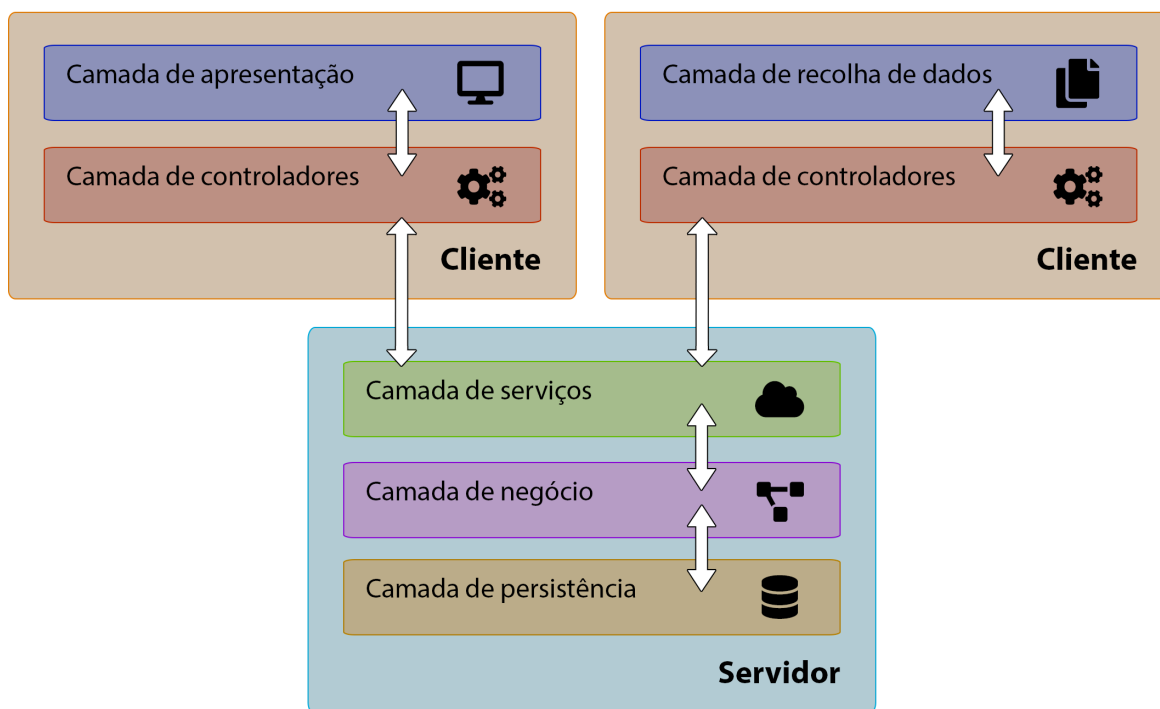 Camada de apresentação
Camada de controladores
Cliente
Camada de recolha de dados
Camada de controladores
Cliente
Camada de serviços
Camada de negócio
Camada de persistência
Servidor